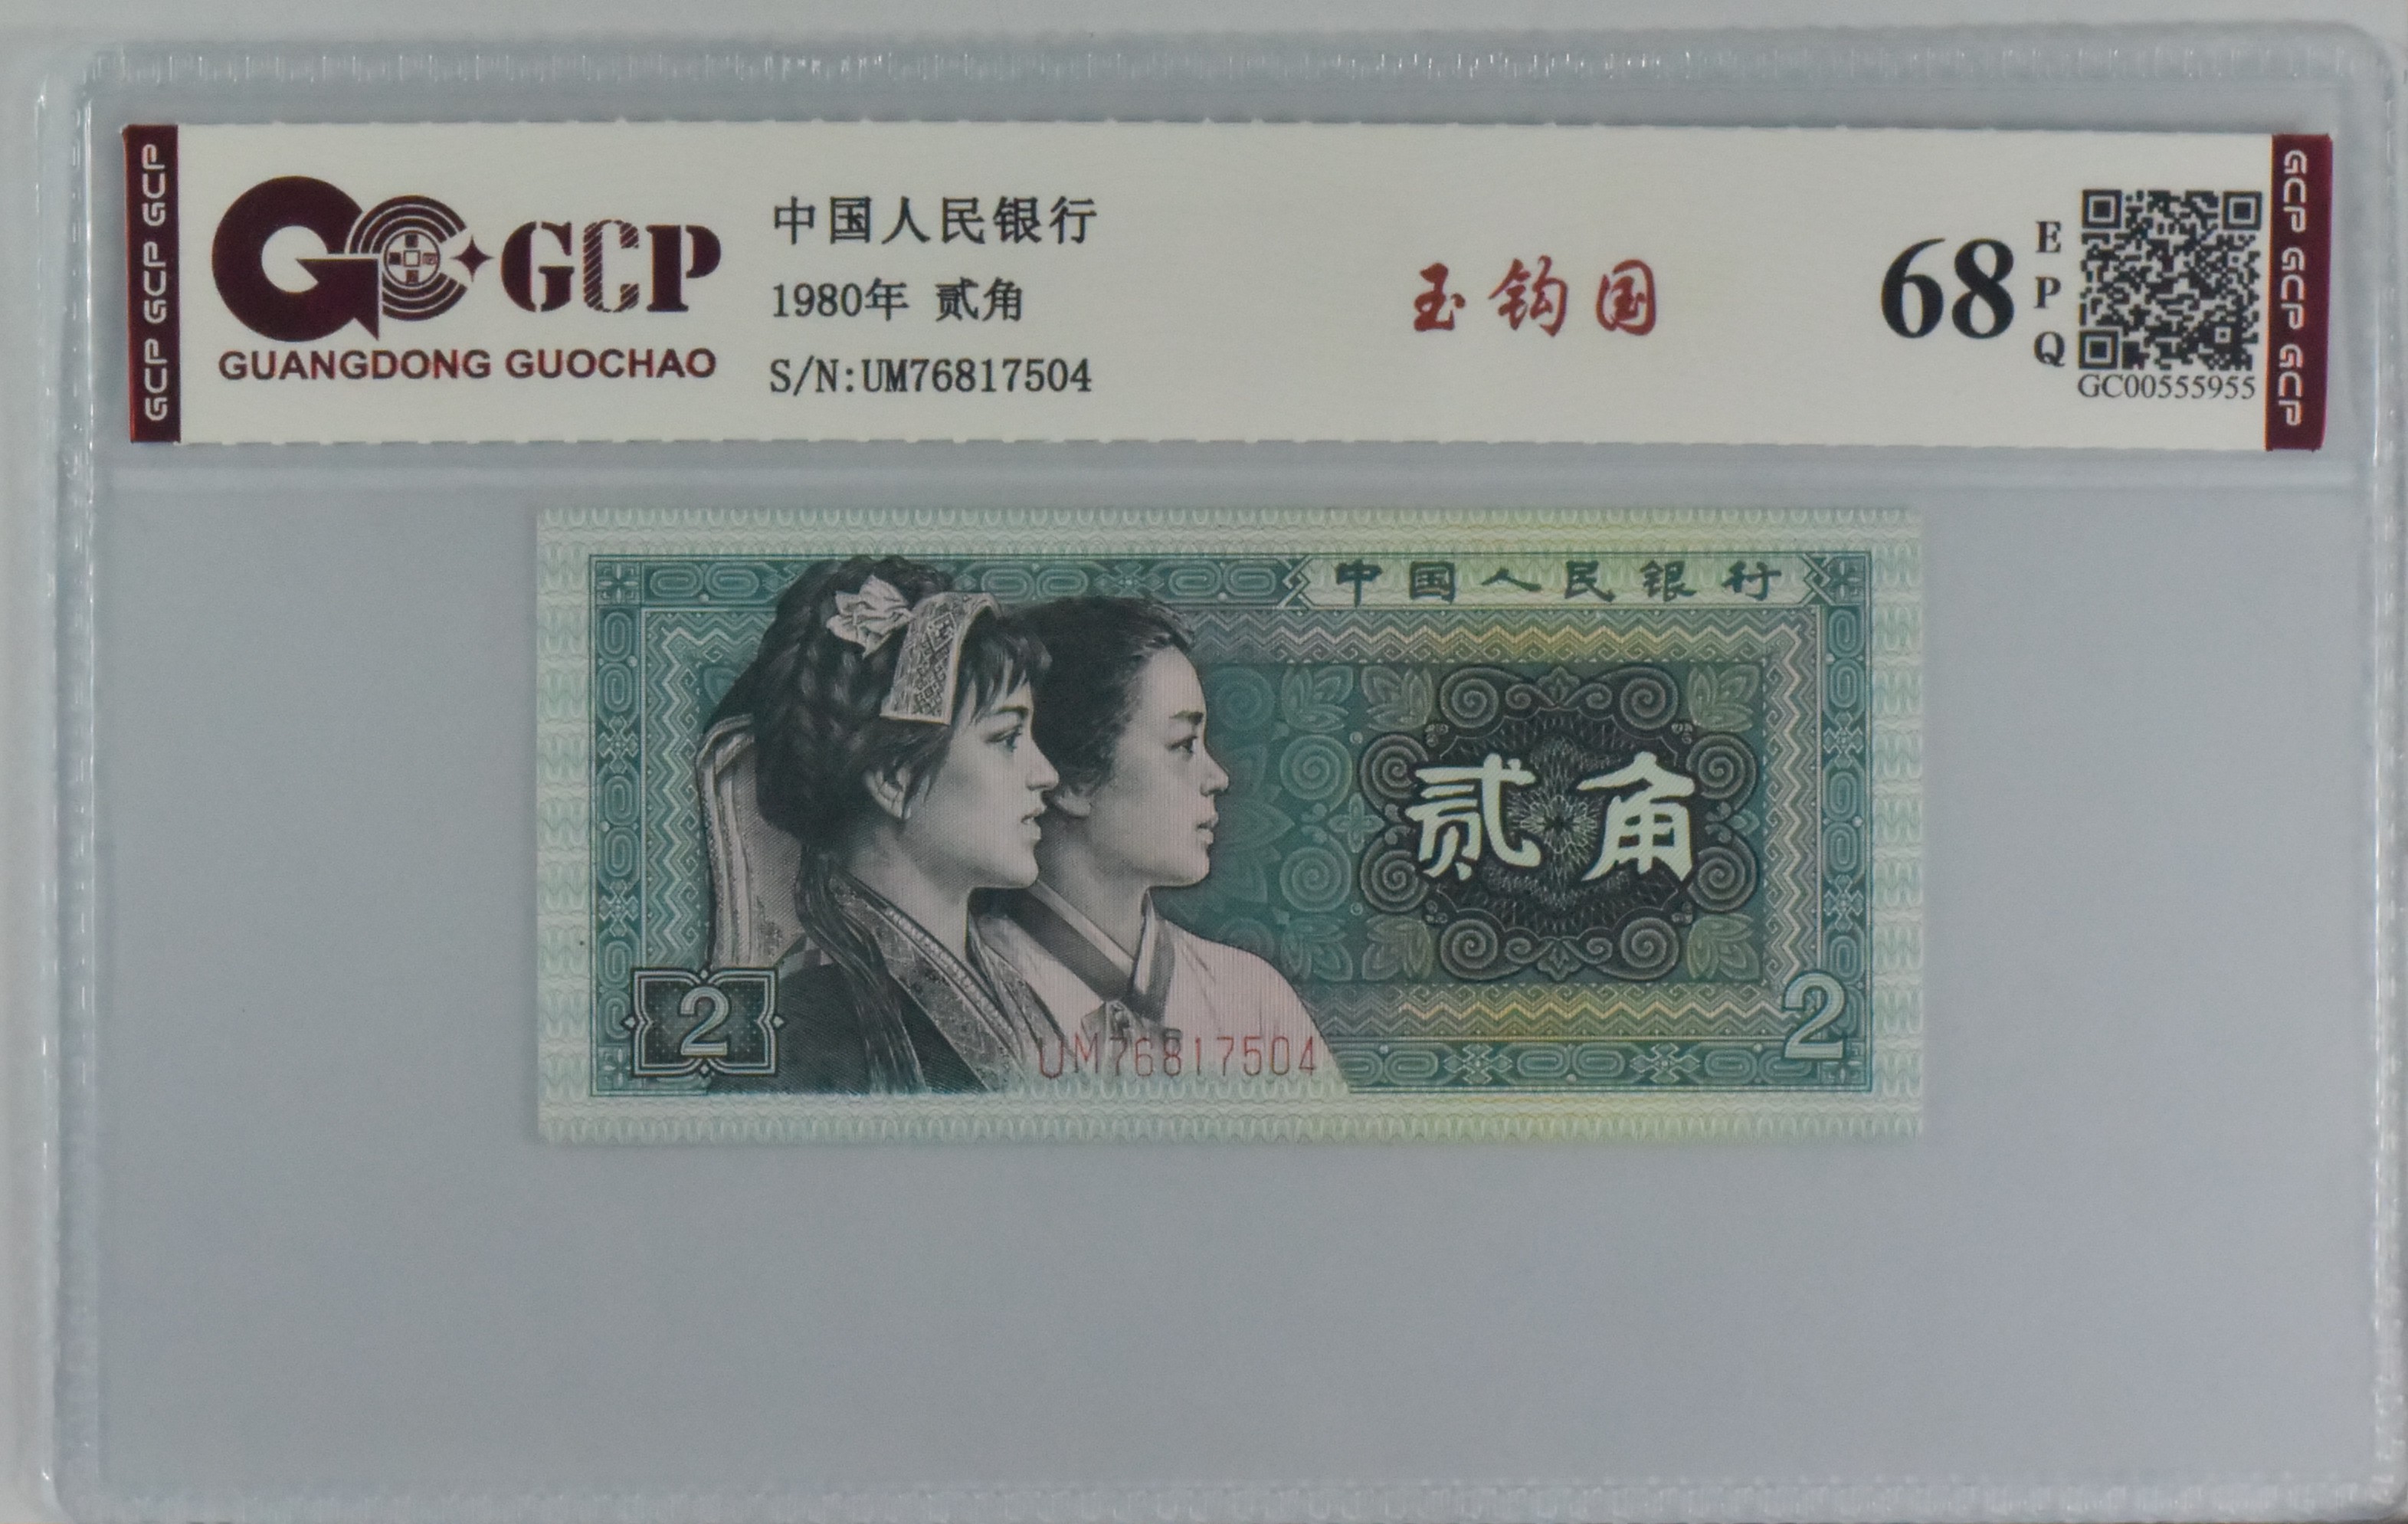 GCP GCP GCP
GCP
GUANGDONG GUOCHAO
中国人民银行
1980年 贰角
S/N:UM76817504
玉钩国
68
EPQ
GC00555955
GCP GCP GCP
中国人民银行
贰角
2
UM76817504
2